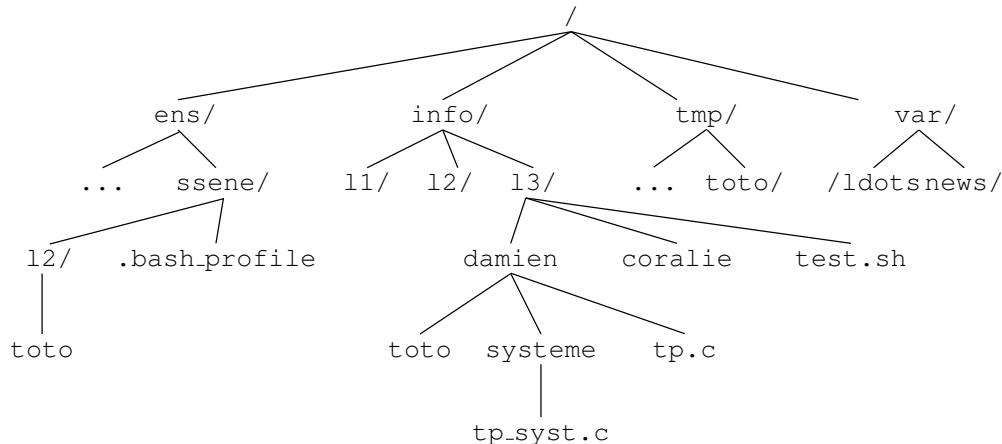 /
ens/ info/ tmp/ var/
... ssene/ l1/ l2/ l3/ ... toto/ /ldotsnews/
l2/ .bash_profile damien coralie test.sh
toto toto systeme tp.c
tp_syst.c